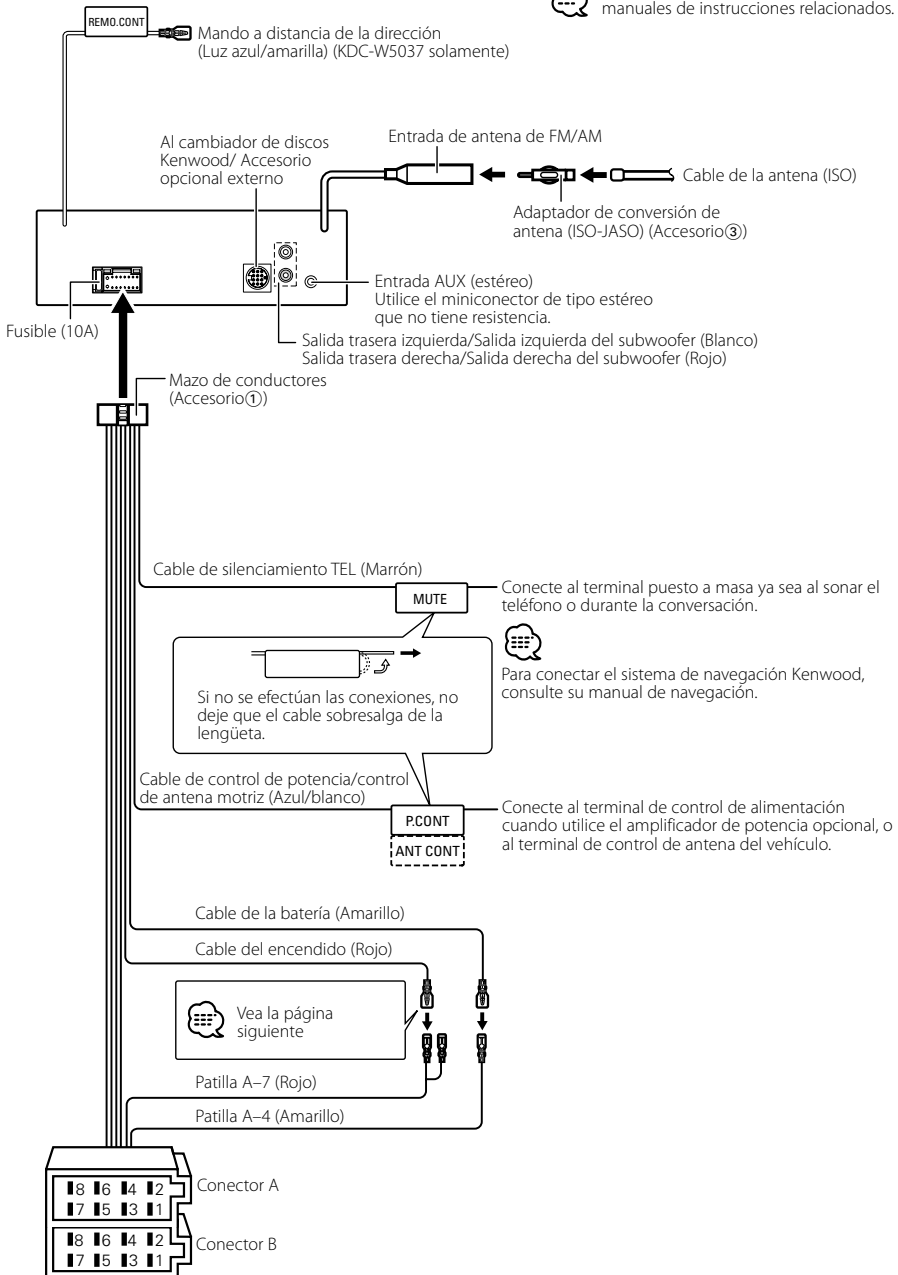 manuales de instrucciones relacionados.
REMO.CONT
Mando a distancia de la dirección
(Luz azul/amarilla) (KDC-W5037 solamente)
Al cambiador de discos
Kenwood/ Accesorio
opcional externo
Entrada de antena de FM/AM
Cable de la antena (ISO)
Adaptador de conversión de
antena (ISO-JASO) (Accesorio③)
Entrada AUX (estéreo)
Utilice el miniconector de tipo estéreo
que no tiene resistencia.
Fusible (10A)
Salida trasera izquierda/Salida izquierda del subwoofer (Blanco)
Salida trasera derecha/Salida derecha del subwoofer (Rojo)
Mazo de conductores
(Accesorio①)
Cable de silenciamiento TEL (Marrón)
MUTE
Conecte al terminal puesto a masa ya sea al sonar el
teléfono o durante la conversación.
Para conectar el sistema de navegación Kenwood,
consulte su manual de navegación.
Si no se efectúan las conexiones, no
deje que el cable sobresalga de la
lengüeta.
Cable de control de potencia/control
de antena motriz (Azul/blanco)
P.CONT
ANT CONT
Conecte al terminal de control de alimentación
cuando utilice el amplificador de potencia opcional, o
al terminal de control de antena del vehículo.
Cable de la batería (Amarillo)
Cable del encendido (Rojo)
Vea la página
siguiente
Patilla A–7 (Rojo)
Patilla A–4 (Amarillo)
8 6 4 2
7 5 3 1
Conector A
8 6 4 2
7 5 3 1
Conector B